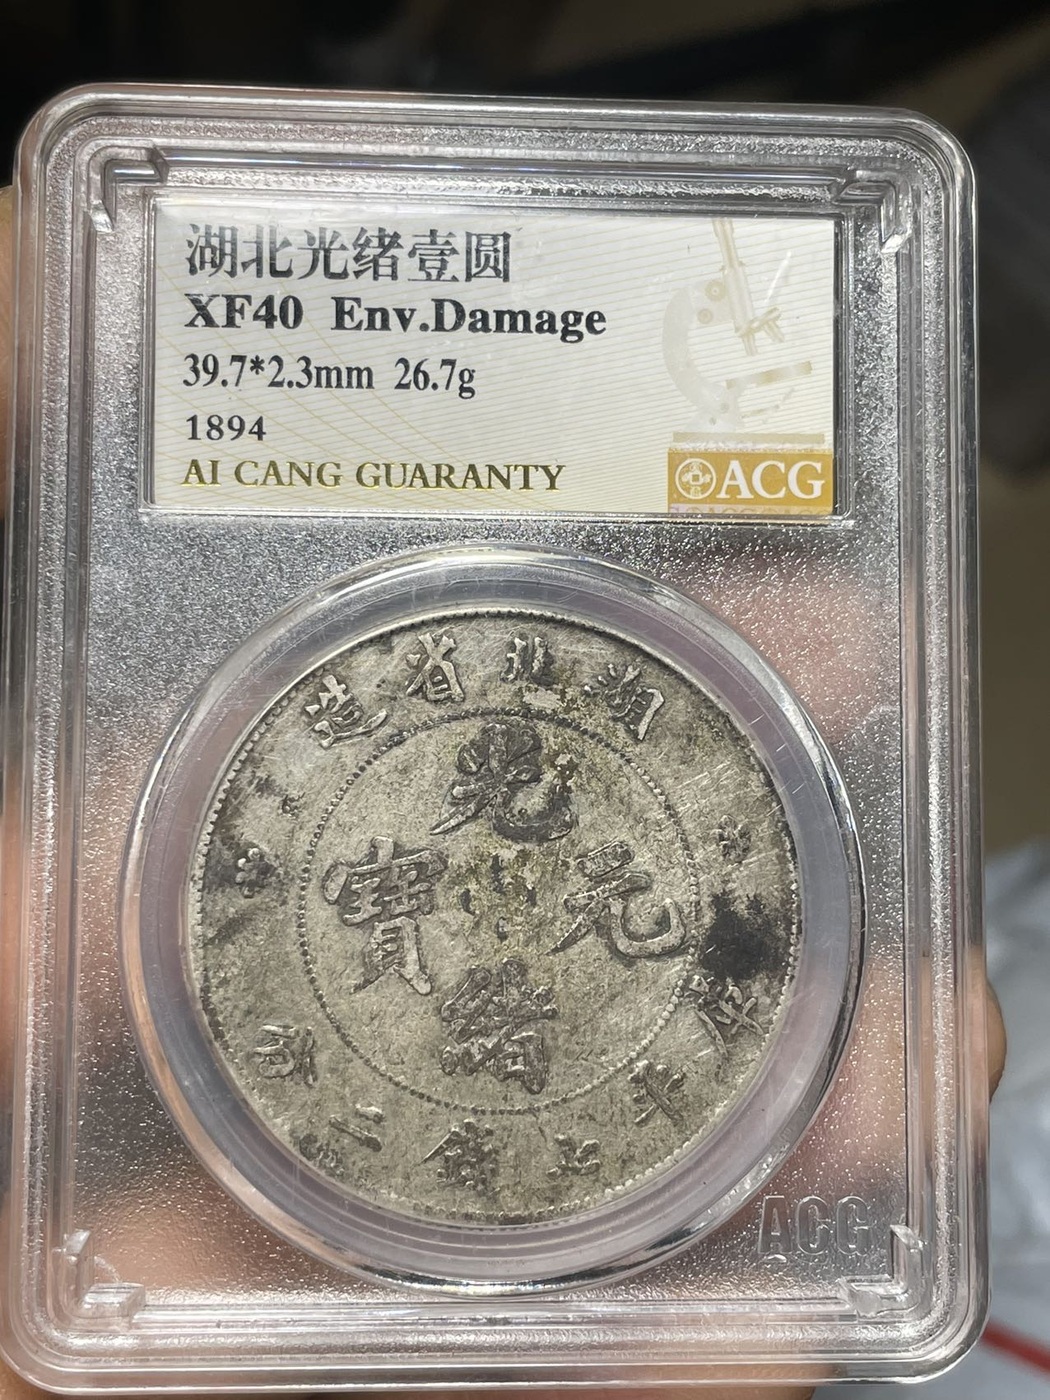 湖北光绪壹圆
XF40 Env.Damage
39.7*2.3mm 26.7g
1894
AI CANG GUARANTY
ACG
湖北省造
光緒元寶
庫平七錢二分
ACG